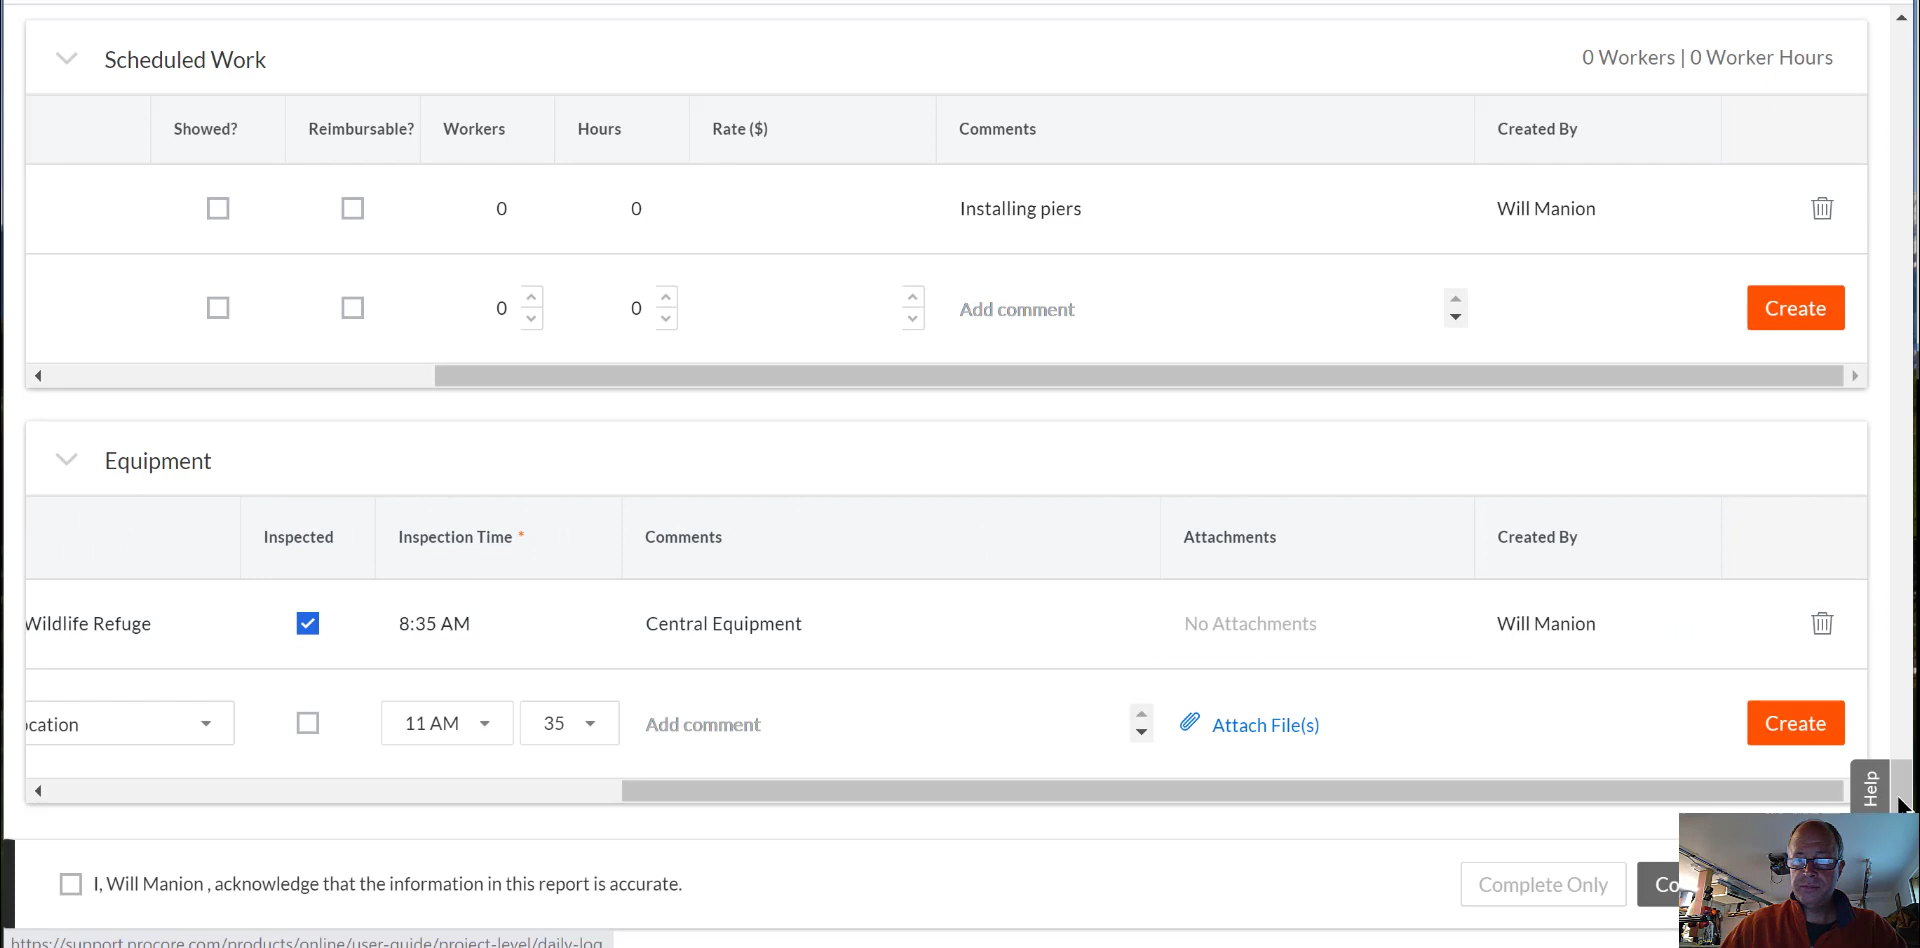 Scheduled Work
0 Workers | 0 Worker Hours
Showed? Reimbursable? Workers Hours Rate ($) Comments Created By
0 0 Installing piers Will Manion
0 0 Add comment Create
Equipment
Inspected Inspection Time * Comments Attachments Created By
Wildlife Refuge 8:35 AM Central Equipment No Attachments Will Manion
ocation 11 AM 35 Add comment Attach File(s) Create
Help
I, Will Manion , acknowledge that the information in this report is accurate.
Complete Only Co
https://support.procore.com/products/online/user-guide/project-level/daily-log